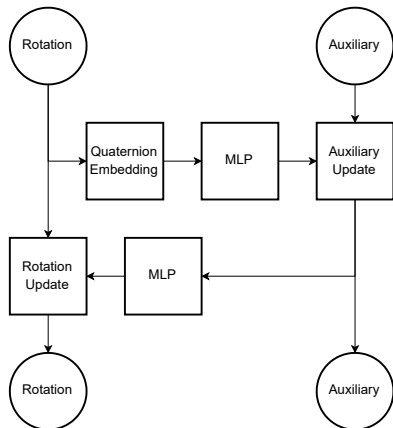 Rotation
Auxiliary
Quaternion
Embedding
MLP
Auxiliary
Update
Rotation
Update
MLP
Rotation
Auxiliary